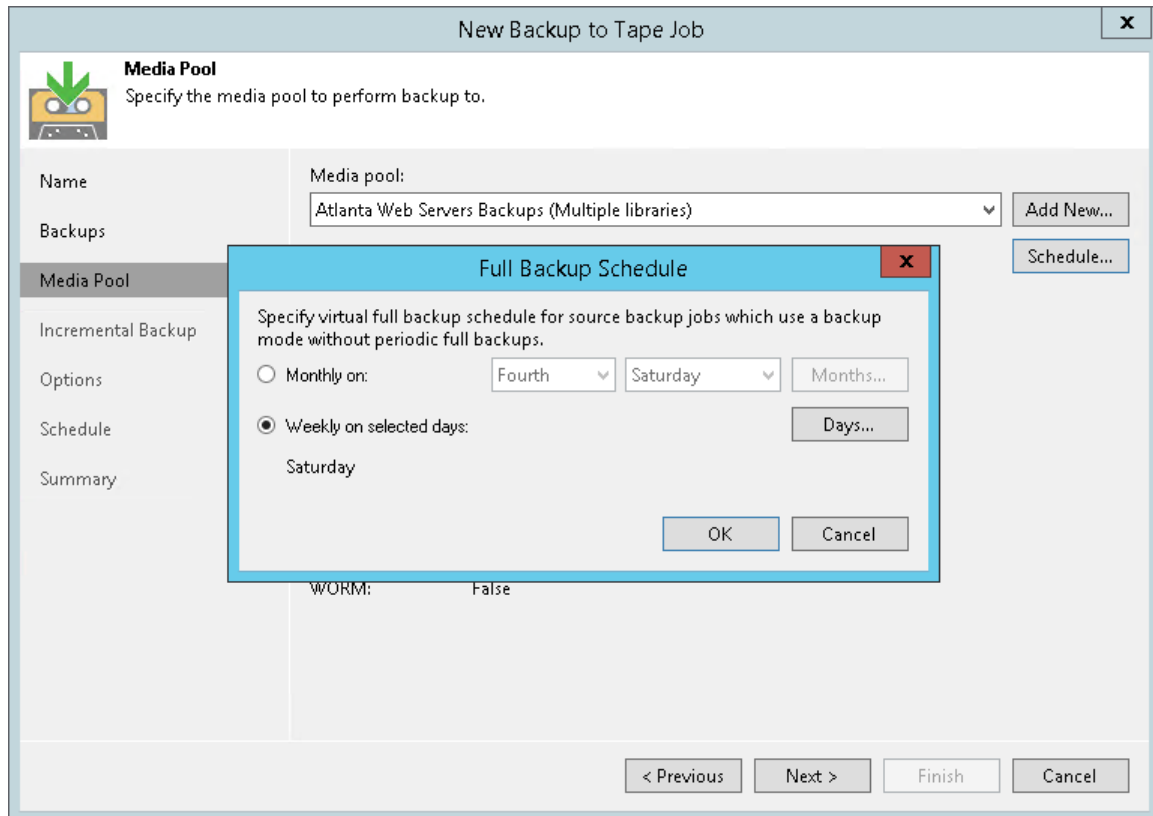 New Backup to Tape Job
x
Media Pool
Specify the media pool to perform backup to.
Name
Backups
Media Pool
Incremental Backup
Options
Schedule
Summary
Media pool:
Atlanta Web Servers Backups (Multiple libraries)
Add New...
Schedule...
Full Backup Schedule
x
Specify virtual full backup schedule for source backup jobs which use a backup
mode without periodic full backups.
Monthly on:
Fourth
Saturday
Months...
Weekly on selected days:
Days...
Saturday
OK
Cancel
WORM:
False
< Previous
Next >
Finish
Cancel